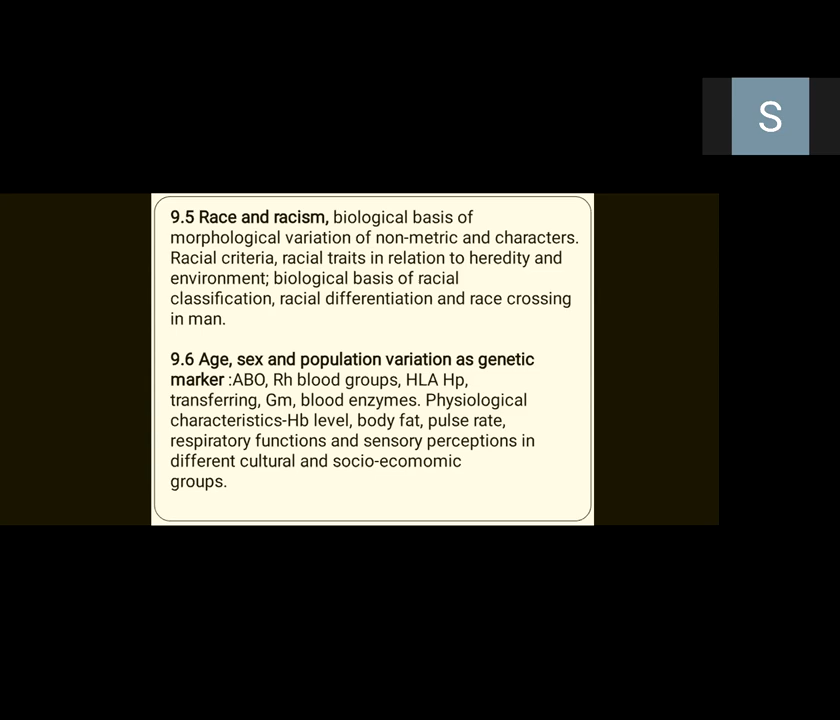 S
9.5 Race and racism, biological basis of
morphological variation of non-metric and characters.
Racial criteria, racial traits in relation to heredity and
environment; biological basis of racial
classification, racial differentiation and race crossing
in man.
9.6 Age, sex and population variation as genetic
marker :ABO, Rh blood groups, HLA Hp,
transferring, Gm, blood enzymes. Physiological
characteristics-Hb level, body fat, pulse rate,
respiratory functions and sensory perceptions in
different cultural and socio-ecomomic
groups.